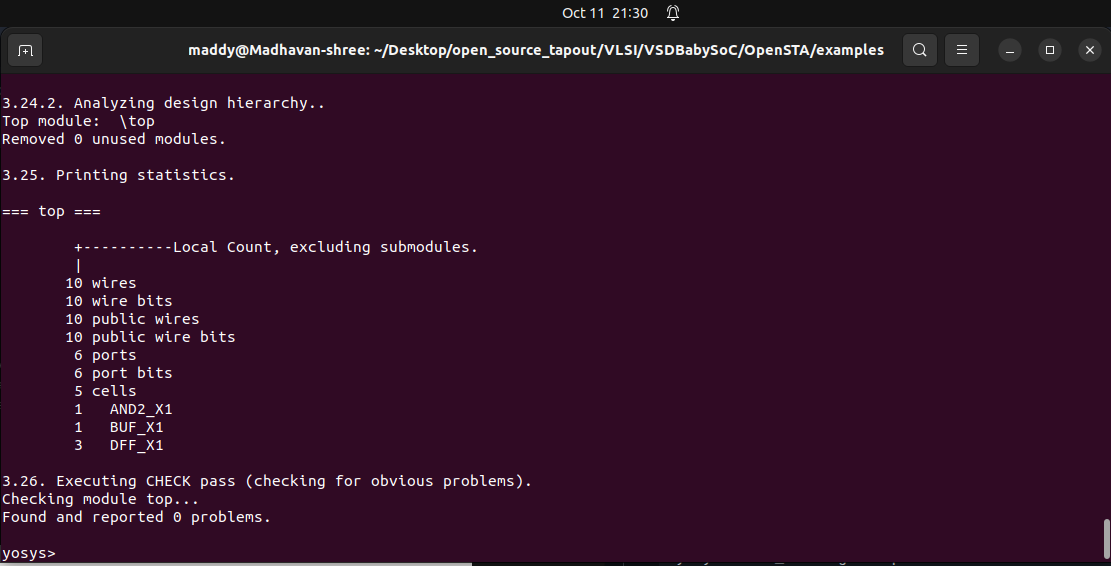 Oct 11 21:30
maddy@Madhavan-shree: ~/Desktop/open_source_tapout/VLSI/VSDBabySoC/OpenSTA/examples
3.24.2. Analyzing design hierarchy..
Top module:  \top
Removed 0 unused modules.
3.25. Printing statistics.
=== top ===
        +----------Local Count, excluding submodules.
        |
       10 wires
       10 wire bits
       10 public wires
       10 public wire bits
        6 ports
        6 port bits
        5 cells
        1   AND2_X1
        1   BUF_X1
        3   DFF_X1
3.26. Executing CHECK pass (checking for obvious problems).
Checking module top...
Found and reported 0 problems.
yosys>